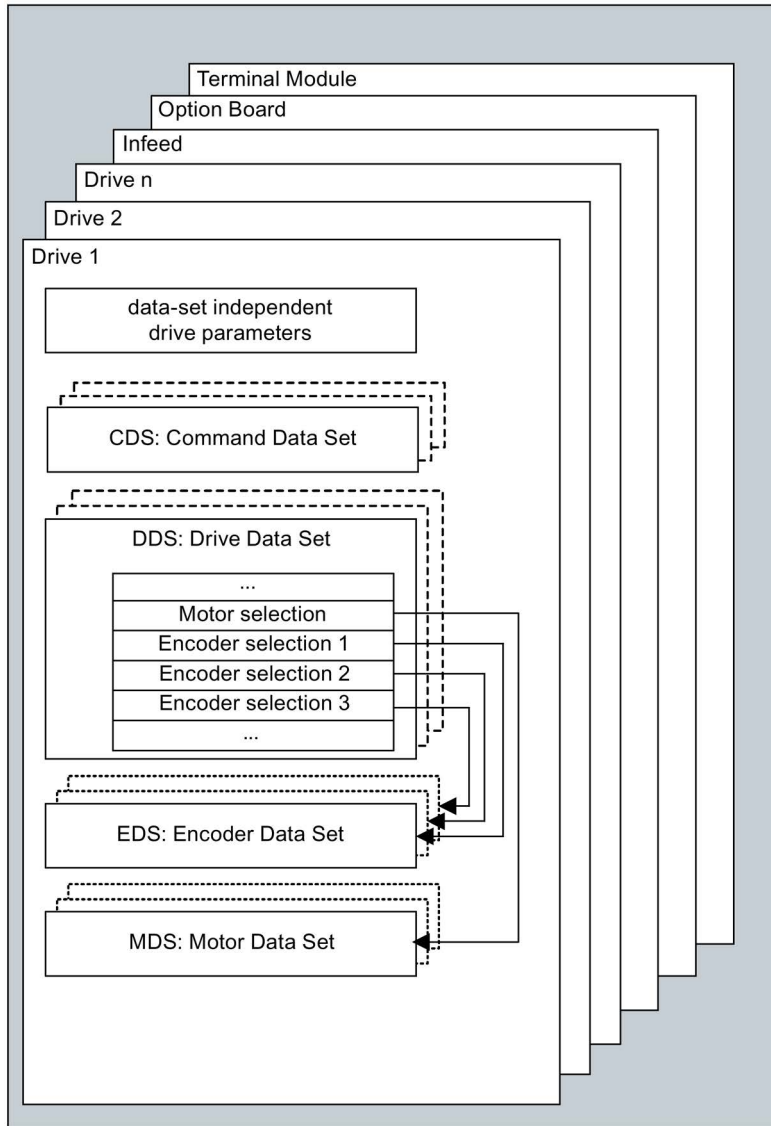 Terminal Module
Option Board
Infeed
Drive n
Drive 2
Drive 1
data-set independent
drive parameters
CDS: Command Data Set
DDS: Drive Data Set
...
Motor selection
Encoder selection 1
Encoder selection 2
Encoder selection 3
...
EDS: Encoder Data Set
MDS: Motor Data Set